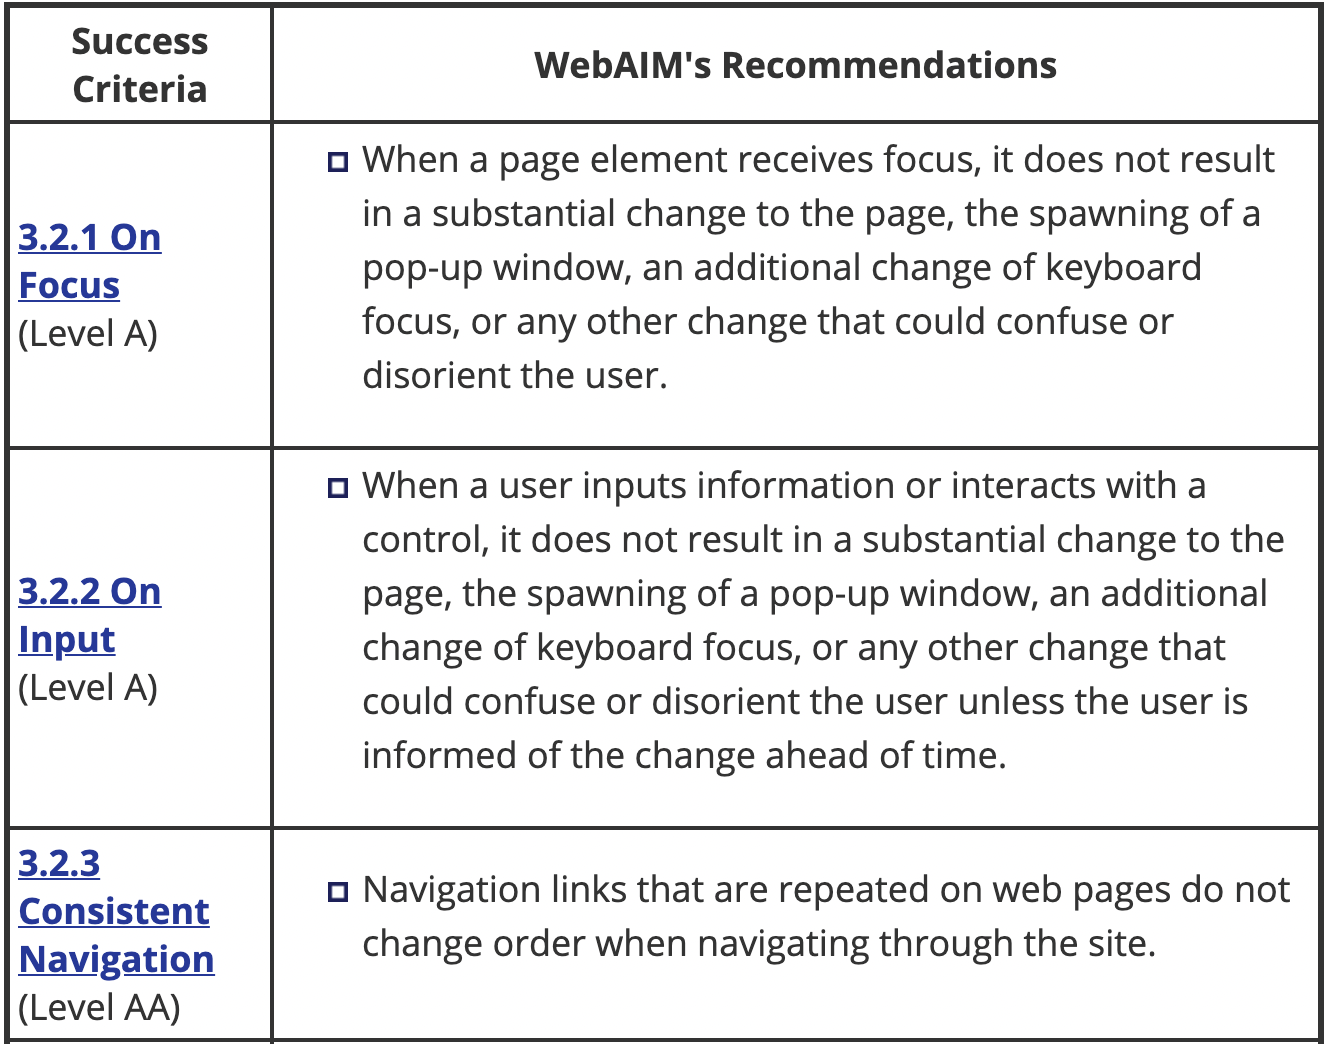 Success
Criteria
WebAIM's Recommendations
3.2.1 On
Focus
(Level A)
When a page element receives focus, it does not result
in a substantial change to the page, the spawning of a
pop-up window, an additional change of keyboard
focus, or any other change that could confuse or
disorient the user.
3.2.2 On
Input
(Level A)
When a user inputs information or interacts with a
control, it does not result in a substantial change to the
page, the spawning of a pop-up window, an additional
change of keyboard focus, or any other change that
could confuse or disorient the user unless the user is
informed of the change ahead of time.
3.2.3
Consistent
Navigation
(Level AA)
Navigation links that are repeated on web pages do not
change order when navigating through the site.